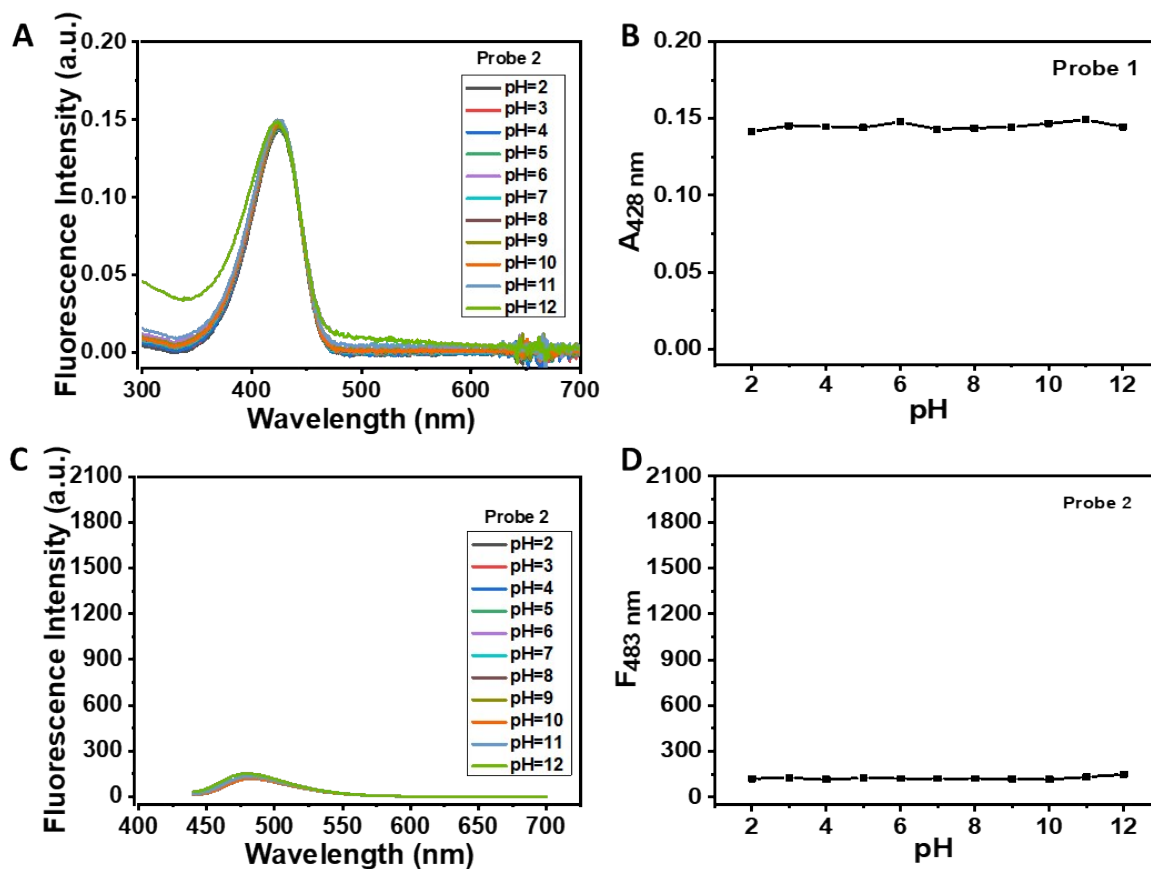 A
Fluorescence Intensity (a.u.)
0.20
0.15
0.10
0.05
0.00
Probe 2
pH=2
pH=3
pH=4
pH=5
pH=6
pH=7
pH=8
pH=9
pH=10
pH=11
pH=12
300 400 500 600 700
Wavelength (nm)
B
A428 nm
0.20
0.15
0.10
0.05
0.00
Probe 1
2 4 6 8 10 12
pH
C
Fluorescence Intensity (a.u.)
2100
1800
1500
1200
900
600
300
0
Probe 2
pH=2
pH=3
pH=4
pH=5
pH=6
pH=7
pH=8
pH=9
pH=10
pH=11
pH=12
400 450 500 550 600 650 700
Wavelength (nm)
D
F483 nm
2100
1800
1500
1200
900
600
300
0
Probe 2
2 4 6 8 10 12
pH